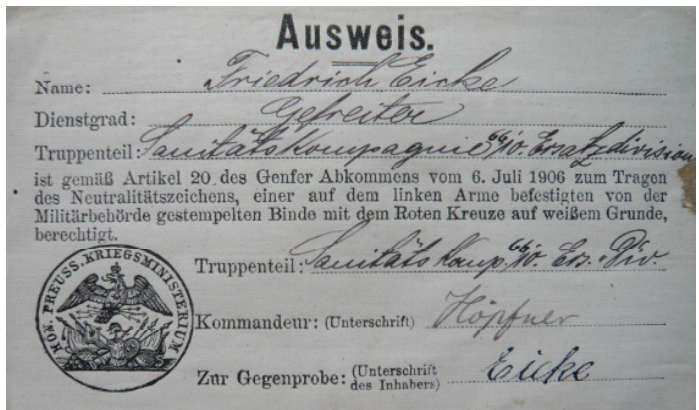 Ausweis.
Name: Friedrich Eicke
Dienstgrad: Gefreiter
Truppenteil: Sanitätskompagnie 66/10. Ersatzdivision
ist gemäß Artikel 20 des Genfer Abkommens vom 6. Juli 1906 zum Tragen
des Neutralitätszeichens, einer auf dem linken Arme befestigten von der
Militärbehörde gestempelten Binde mit dem Roten Kreuze auf weißem Grunde,
berechtigt.
KÖN. PREUSS. KRIEGSMINISTERIUM
Truppenteil: Sanitätskomp. 66/10. Ers. Div.
Kommandeur: (Unterschrift) Höpfner
Zur Gegenprobe: (Unterschrift des Inhabers) Eicke